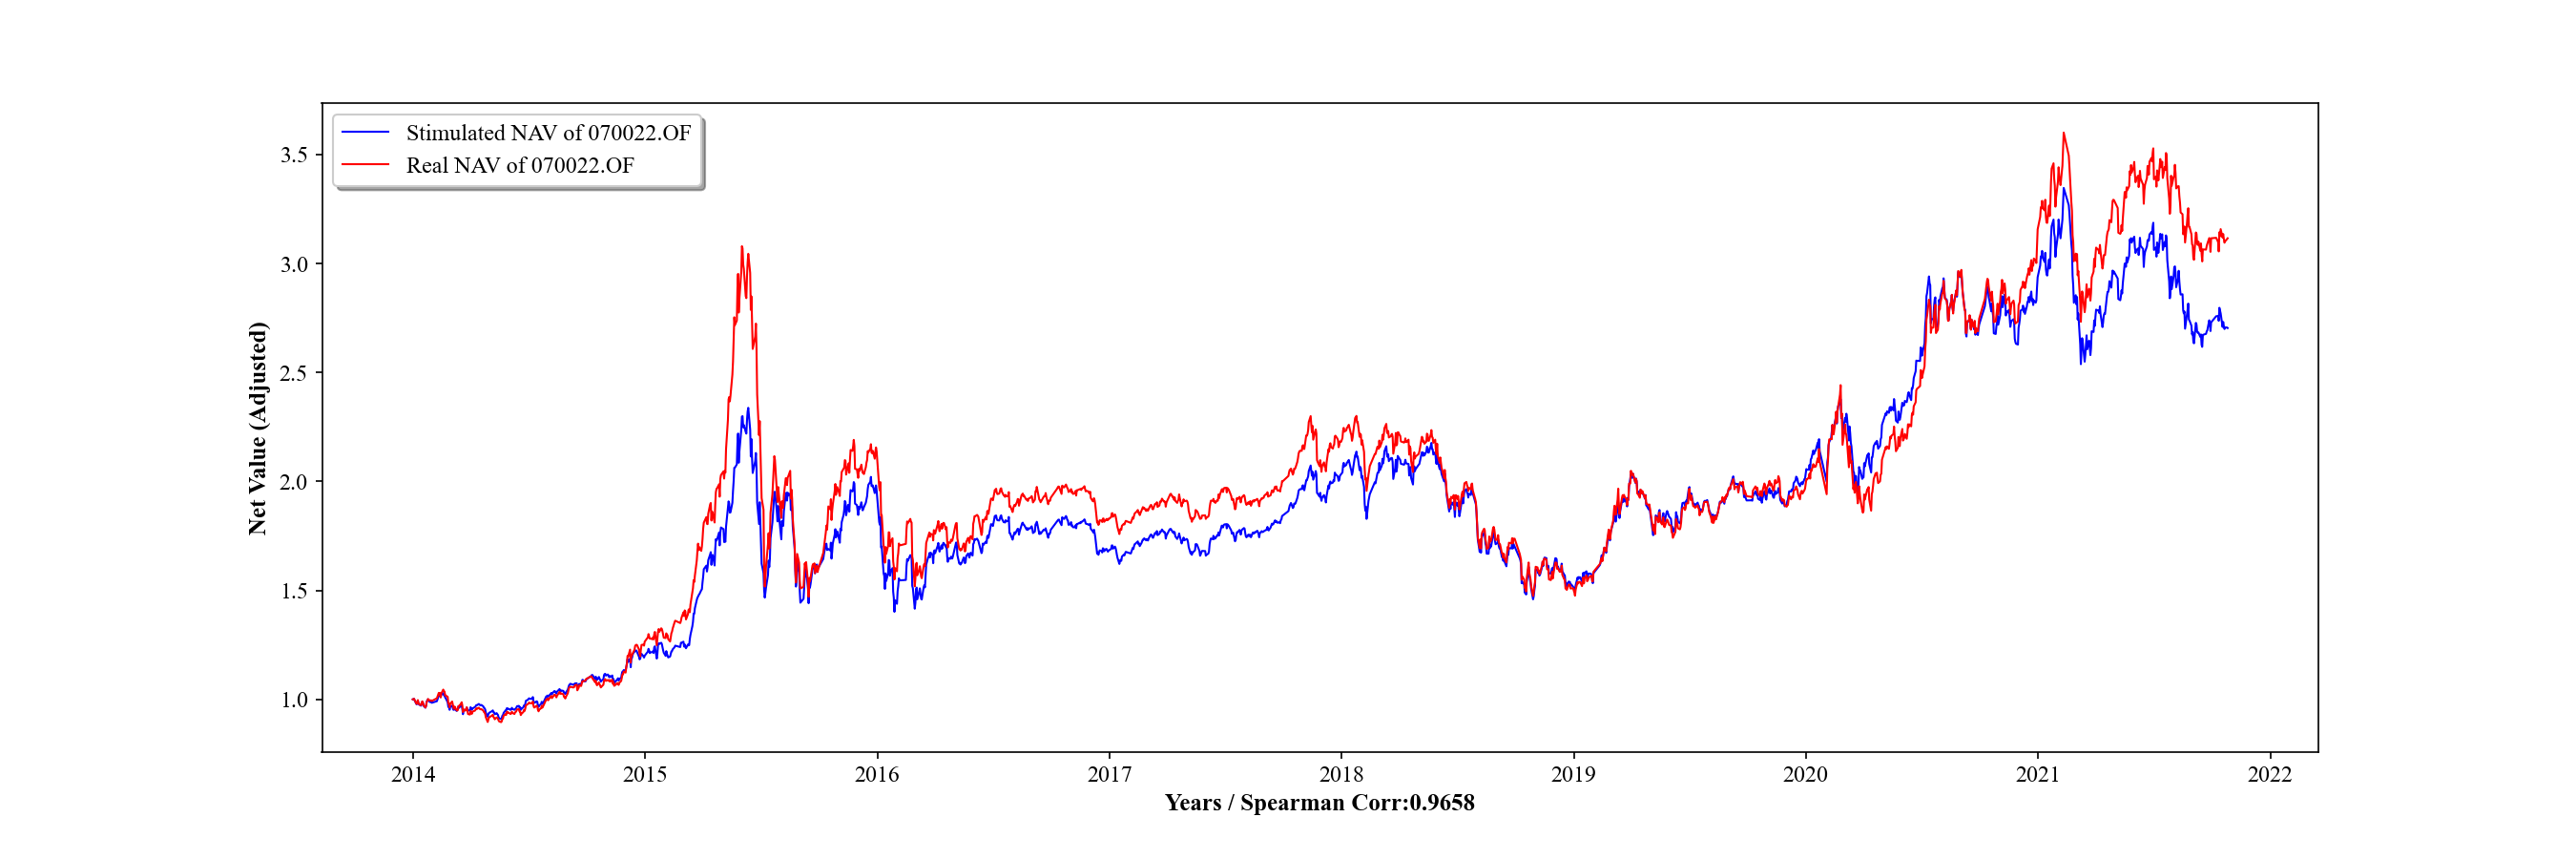 Stimulated NAV of 070022.OF
Real NAV of 070022.OF
3.5
3.0
2.5
2.0
1.5
1.0
Net Value (Adjusted)
2014 2015 2016 2017 2018 2019 2020 2021 2022
Years / Spearman Corr:0.9658